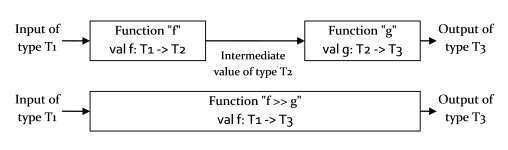 Input of
type T1
Function "f"
val f: T1 -> T2
Intermediate
value of type T2
Function "g"
val g: T2 -> T3
Output of
type T3
Input of
type T1
Function "f >> g"
val f: T1 -> T3
Output of
type T3